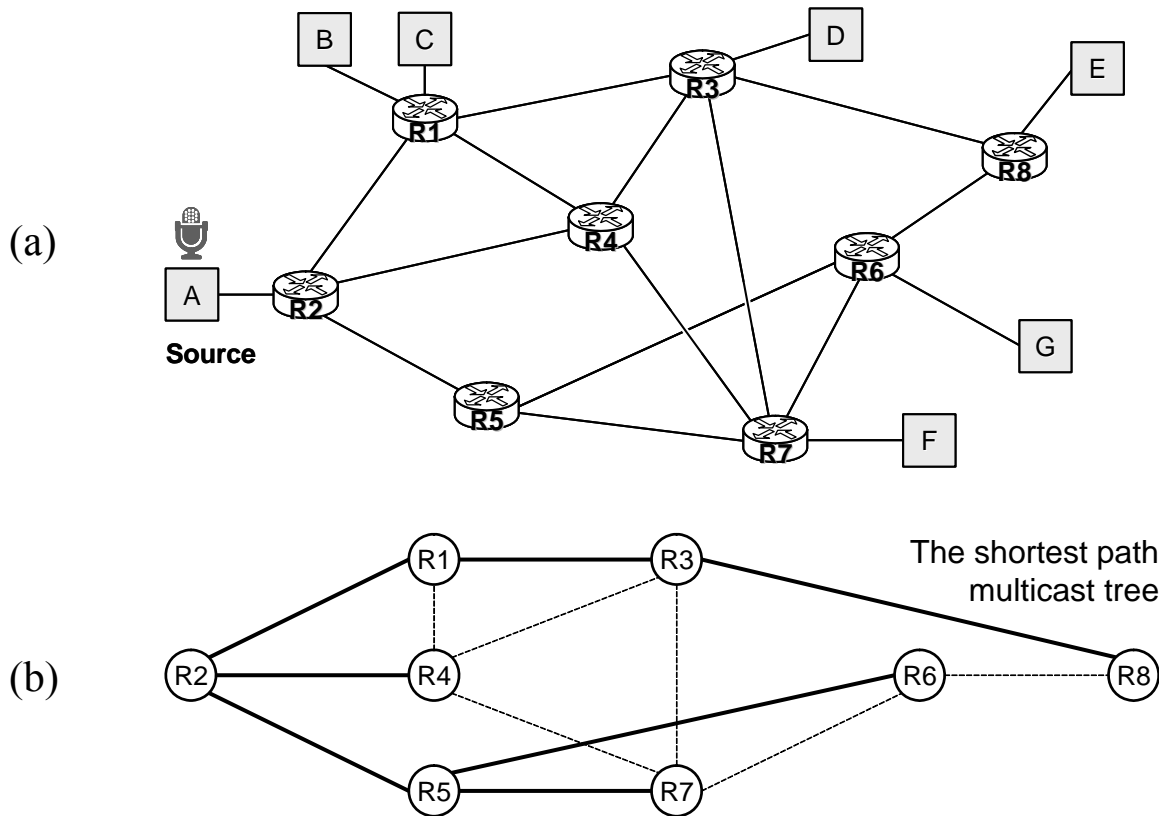 B
C
D
E
R1
R3
R8
(a)
R4
R6
A
R2
G
Source
R5
R7
F
The shortest path
multicast tree
R1
R3
(b)
R2
R4
R6
R8
R5
R7